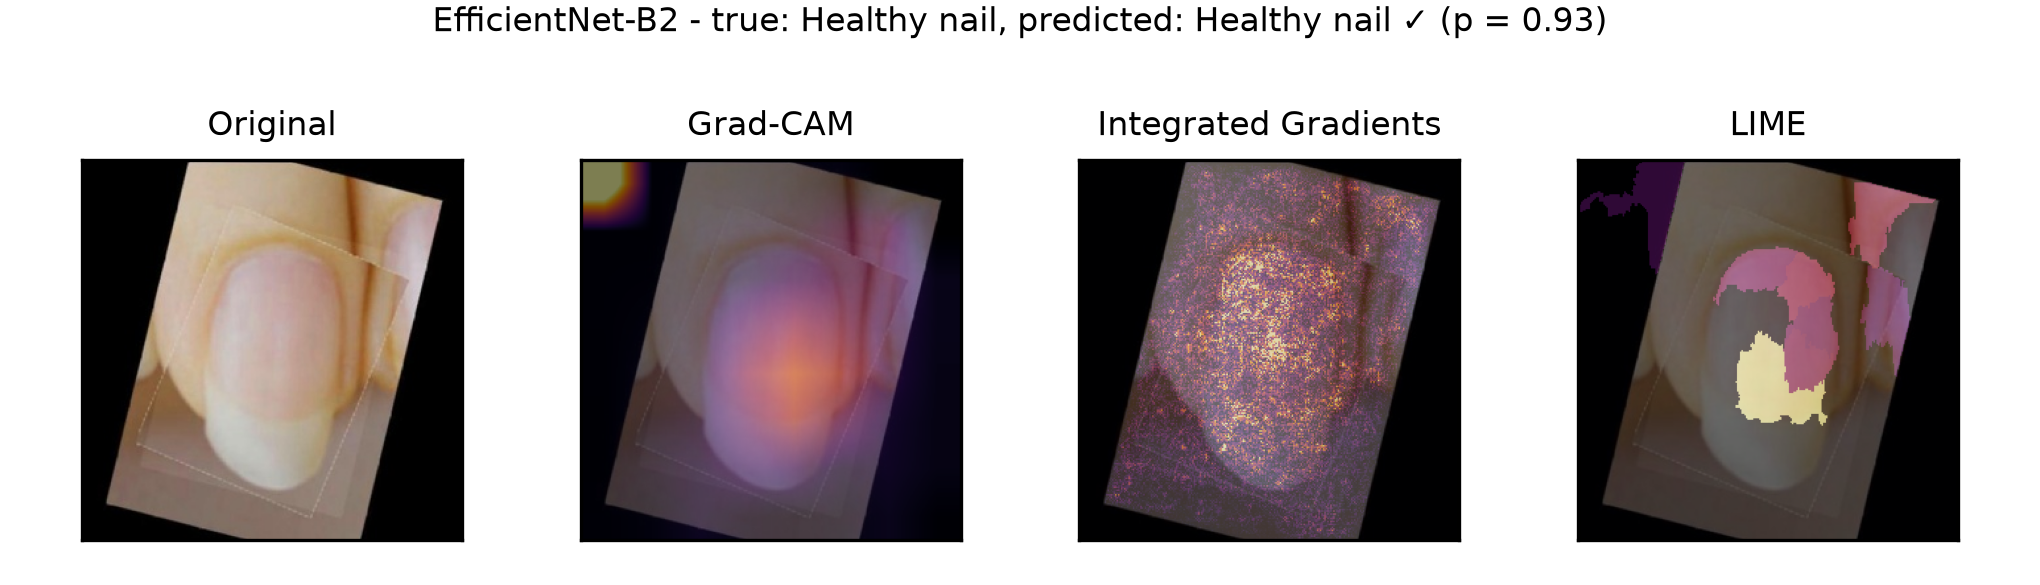 EfficientNet-B2 - true: Healthy nail, predicted: Healthy nail ✓ (p = 0.93)
Original
Grad-CAM
Integrated Gradients
LIME